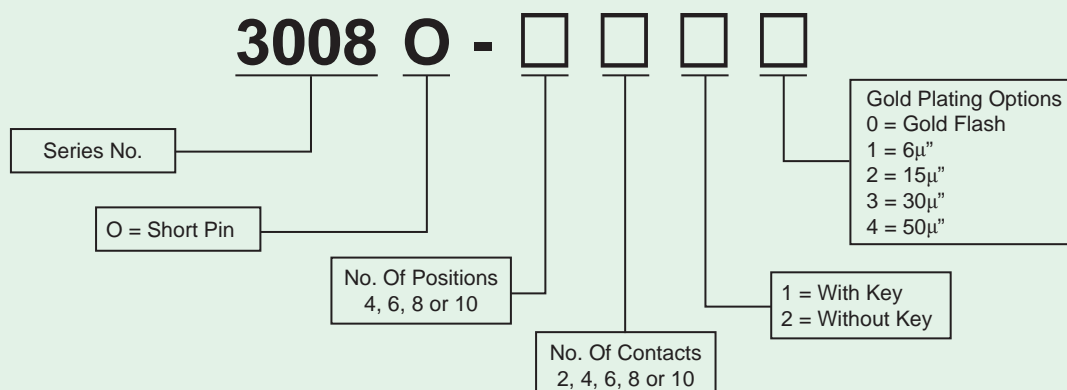 3008 O - □ □ □ □
Series No.
O = Short Pin
No. Of Positions
4, 6, 8 or 10
No. Of Contacts
2, 4, 6, 8 or 10
1 = With Key
2 = Without Key
Gold Plating Options
0 = Gold Flash
1 = 6μ”
2 = 15μ”
3 = 30μ”
4 = 50μ”